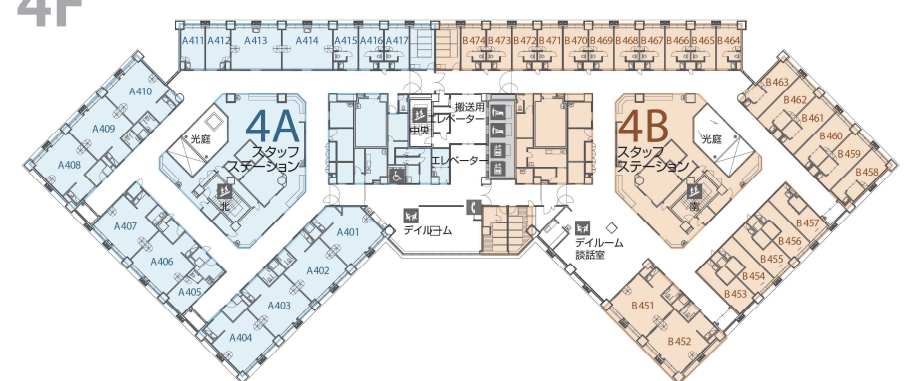 4F
A411 A412 A413 A414 A415 A416 A417 B474 B473 B472 B471 B470 B469 B468 B467 B466 B465 B464
A410
A409
A408
光庭
4A
スタッフ
ステーション
北
中央
搬送用
エレベーター
エレベーター
4B
スタッフ
ステーション
光庭
南
B463
B462
B461
B460
B459
B458
A407
A406
A405
A401
A402
A403
A404
デイルーム
デイルーム
談話室
B457
B456
B455
B454
B453
B451
B452